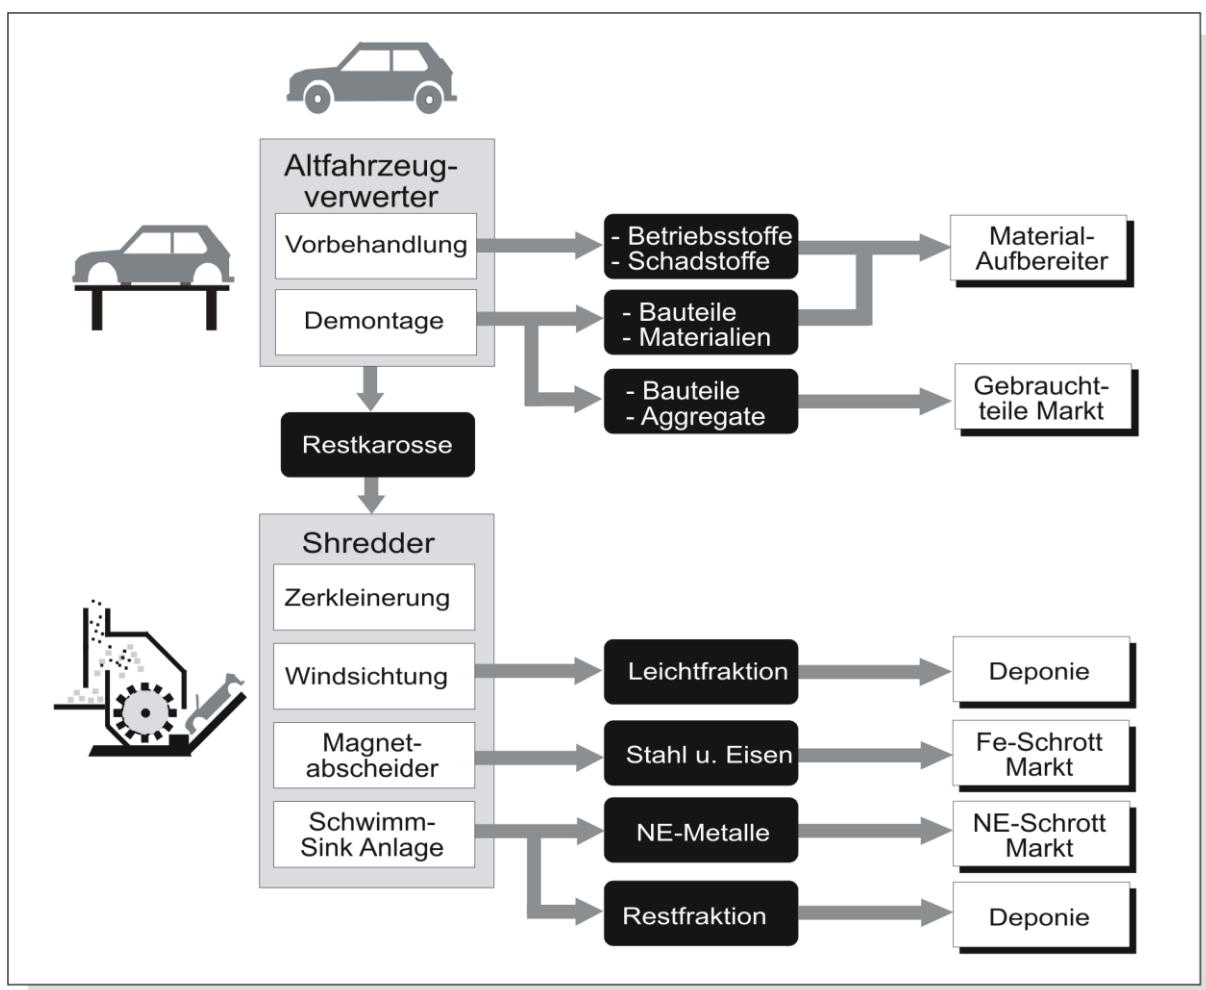 Altfahrzeug-
verwerter
Vorbehandlung
- Betriebsstoffe
- Schadstoffe
Material-
Aufbereiter
Demontage
- Bauteile
- Materialien
- Bauteile
- Aggregate
Gebraucht-
teile Markt
Restkarosse
Shredder
Zerkleinerung
Windsichtung
Leichtfraktion
Deponie
Magnet-
abscheider
Stahl u. Eisen
Fe-Schrott
Markt
Schwimm-
Sink Anlage
NE-Metalle
NE-Schrott
Markt
Restfraktion
Deponie